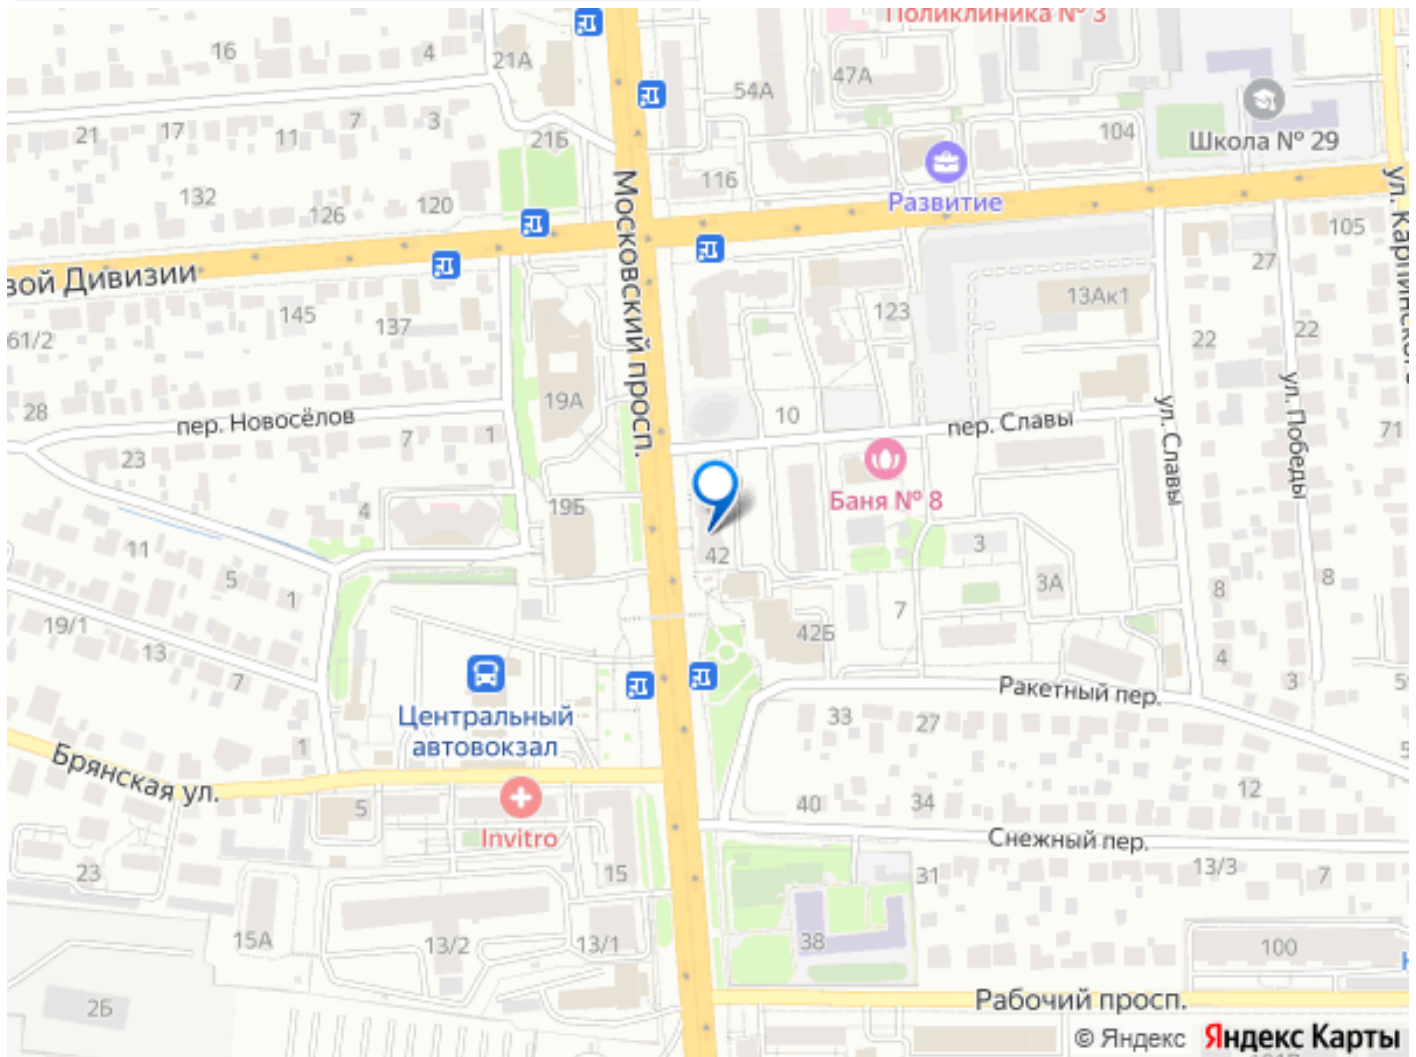 Поликлиника № 3
16
4
21А
47А
54А
21
17
11
7
3
21Б
104
Школа № 29
116
Развитие
132
126
120
ул. Карпинского
105
вой Дивизии
Московский просп.
27
13Ак1
145
137
123
61/2
22
22
28
пер. Новосёлов
19А
10
пер. Славы
ул. Славы
ул. Победы
71
7
1
23
4
19Б
Баня № 8
11
42
3
5
1
3А
8
8
7
19/1
42Б
13
4
7
3
Ракетный пер.
Центральный
автовокзал
33
27
1
Брянская ул.
5
40
34
12
Invitro
Снежный пер.
23
15
31
13/3
7
15А
13/2
13/1
38
100
2Б
Рабочий просп.
© Яндекс Яндекс Карты